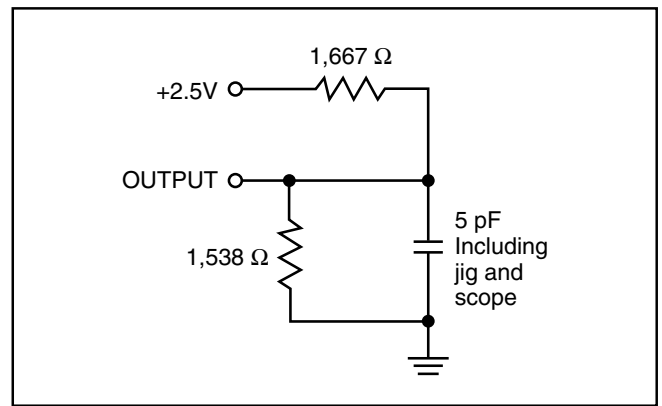 1,667 Ω
+2.5V
OUTPUT
1,538 Ω
5 pF
Including
jig and
scope